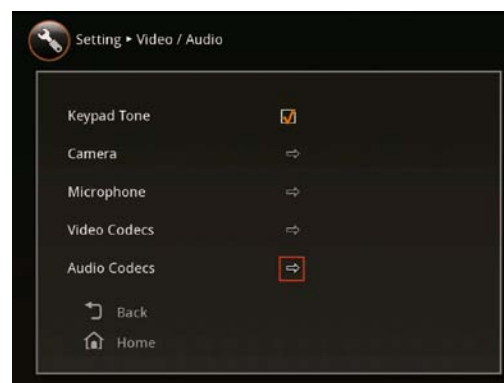 Setting ▸ Video / Audio
Keypad Tone
Camera
Microphone
Video Codecs
Audio Codecs
Back
Home